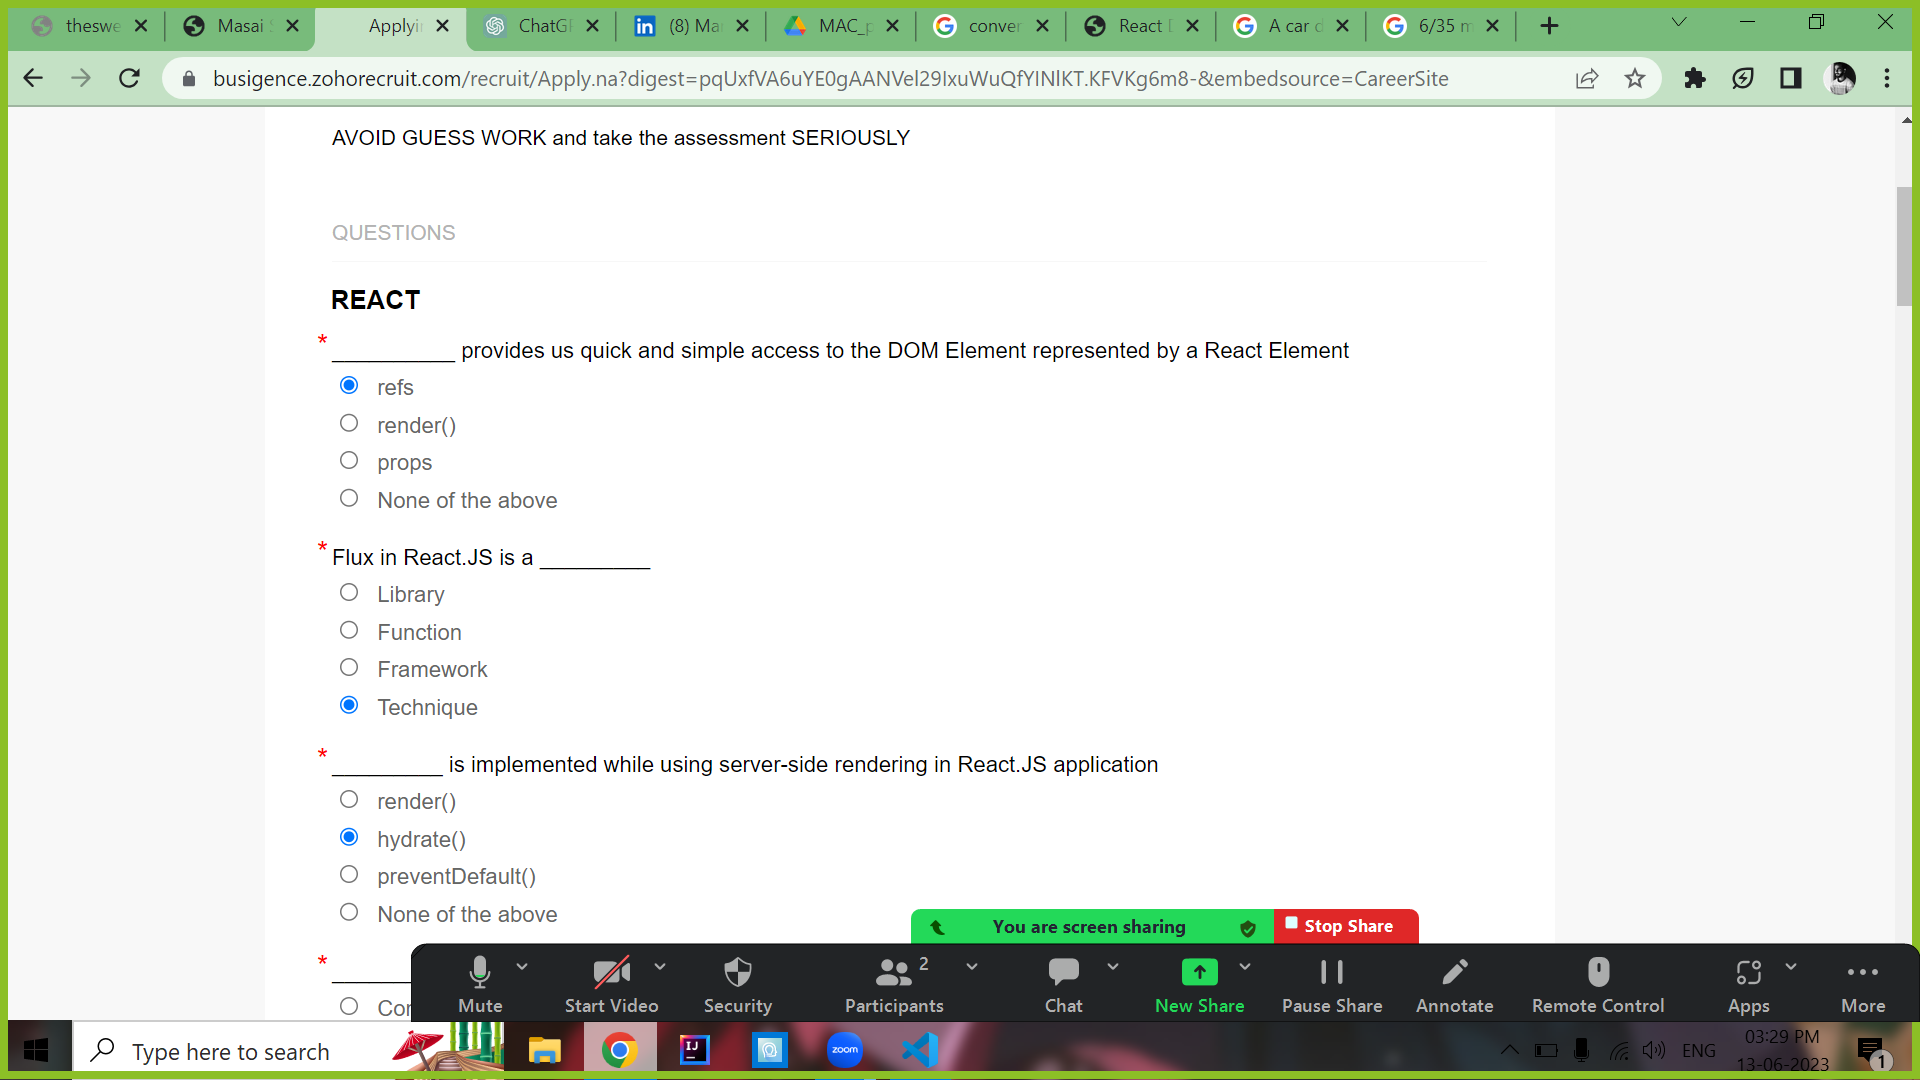 theswe
Masai S
Applyin
ChatGP
(8) Ma
MAC_p
conver
React D
A car d
6/35 m
busigence.zohorecruit.com/recruit/Apply.na?digest=pqUxfVA6uYE0gAANVel29IxuWuQfYINlKT.KFVKg6m8-&embedsource=CareerSite
AVOID GUESS WORK and take the assessment SERIOUSLY
QUESTIONS
REACT
* __________ provides us quick and simple access to the DOM Element represented by a React Element
refs
render()
props
None of the above
* Flux in React.JS is a _________
Library
Function
Framework
Technique
* _________ is implemented while using server-side rendering in React.JS application
render()
hydrate()
preventDefault()
None of the above
*
Cor
You are screen sharing
Stop Share
2
Mute
Start Video
Security
Participants
Chat
New Share
Pause Share
Annotate
Remote Control
Apps
More
Type here to search
zoom
ENG
03:29 PM
13-06-2023
1